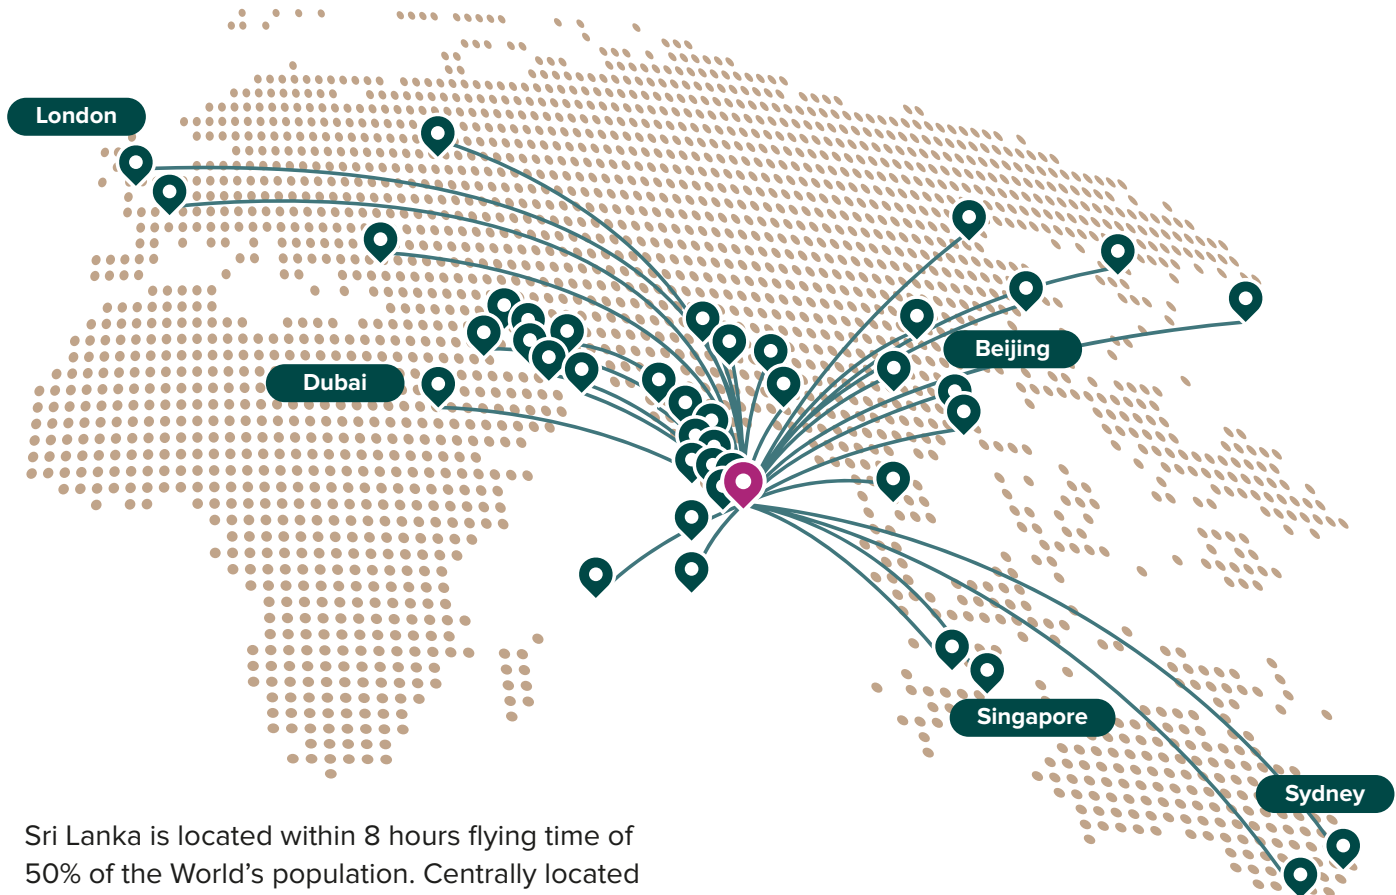 London
Beijing
Dubai
Singapore
Sydney
Sri Lanka is located within 8 hours flying time of
50% of the World’s population. Centrally located